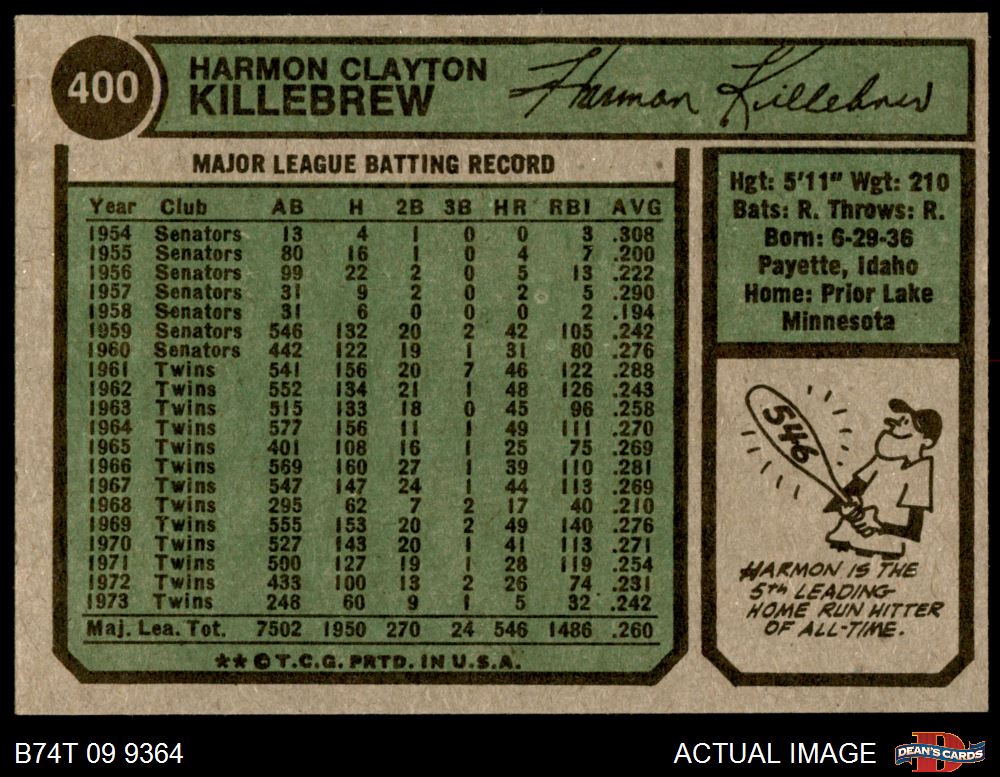 400
HARMON CLAYTON
KILLEBREW
Harmon Killebrew
MAJOR LEAGUE BATTING RECORD
Year Club AB H 2B 3B HR RBI AVG
1954 Senators 13 4 1 0 0 3 .308
1955 Senators 80 16 1 0 4 7 .200
1956 Senators 99 22 2 0 5 13 .222
1957 Senators 31 9 2 0 2 5 .290
1958 Senators 31 6 0 0 0 2 .194
1959 Senators 546 132 20 2 42 105 .242
1960 Senators 442 122 19 1 31 80 .276
1961 Twins 541 156 20 7 46 122 .288
1962 Twins 552 134 21 1 48 126 .243
1963 Twins 515 133 18 0 45 96 .258
1964 Twins 577 156 11 1 49 111 .270
1965 Twins 401 108 16 1 25 75 .269
1966 Twins 569 160 27 1 39 110 .281
1967 Twins 547 147 24 1 44 113 .269
1968 Twins 295 62 7 2 17 40 .210
1969 Twins 555 153 20 2 49 140 .276
1970 Twins 527 143 20 1 41 113 .271
1971 Twins 500 127 19 1 28 119 .254
1972 Twins 433 100 13 2 26 74 .231
1973 Twins 248 60 9 1 5 32 .242
Maj. Lea. Tot. 7502 1950 270 24 546 1486 .260
★★©T.C.G. PRTD. IN U.S.A.
Hgt: 5'11" Wgt: 210
Bats: R. Throws: R.
Born: 6-29-36
Payette, Idaho
Home: Prior Lake
Minnesota
546
HARMON IS THE
5TH LEADING
HOME RUN HITTER
OF ALL-TIME.
B74T 09 9364
ACTUAL IMAGE
D
DEAN'S CARDS